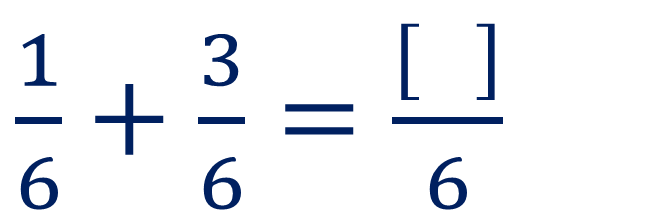 1/6 + 3/6 = [ ]/6